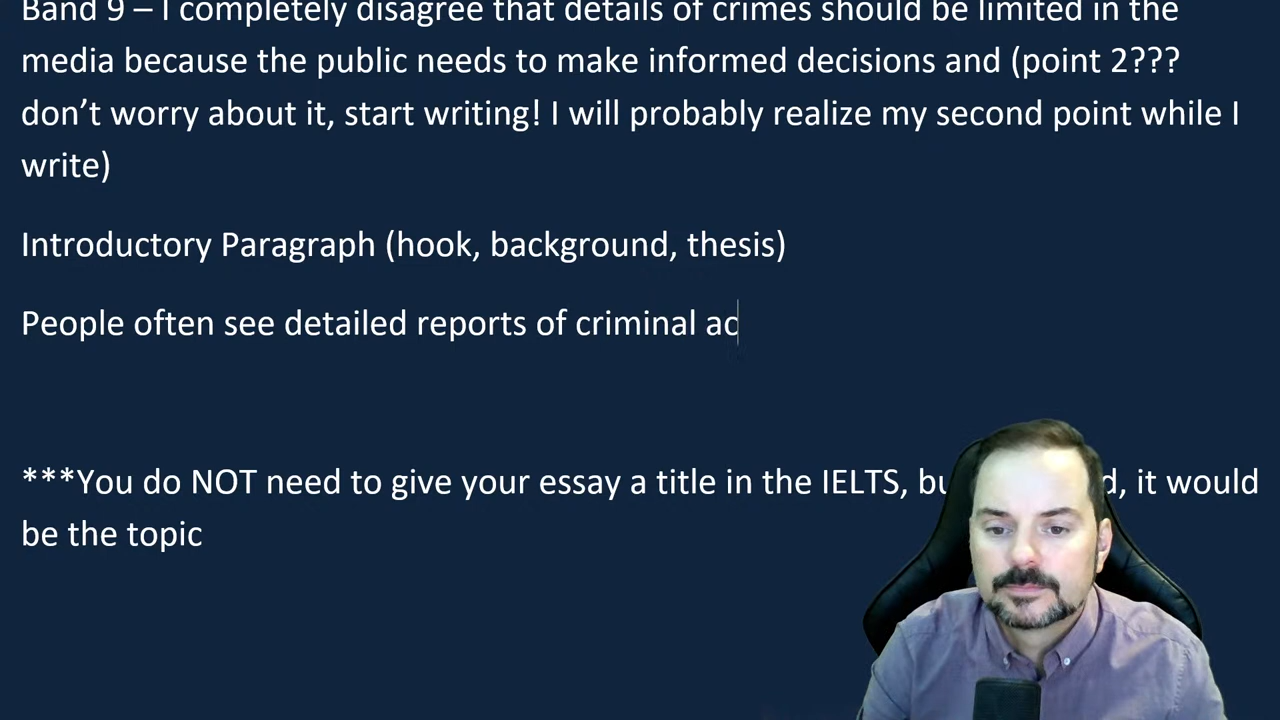 Band 9 – I completely disagree that details of crimes should be limited in the
media because the public needs to make informed decisions and (point 2???
don’t worry about it, start writing! I will probably realize my second point while I
write)
Introductory Paragraph (hook, background, thesis)
People often see detailed reports of criminal ac
***You do NOT need to give your essay a title in the IELTS, it would
be the topic